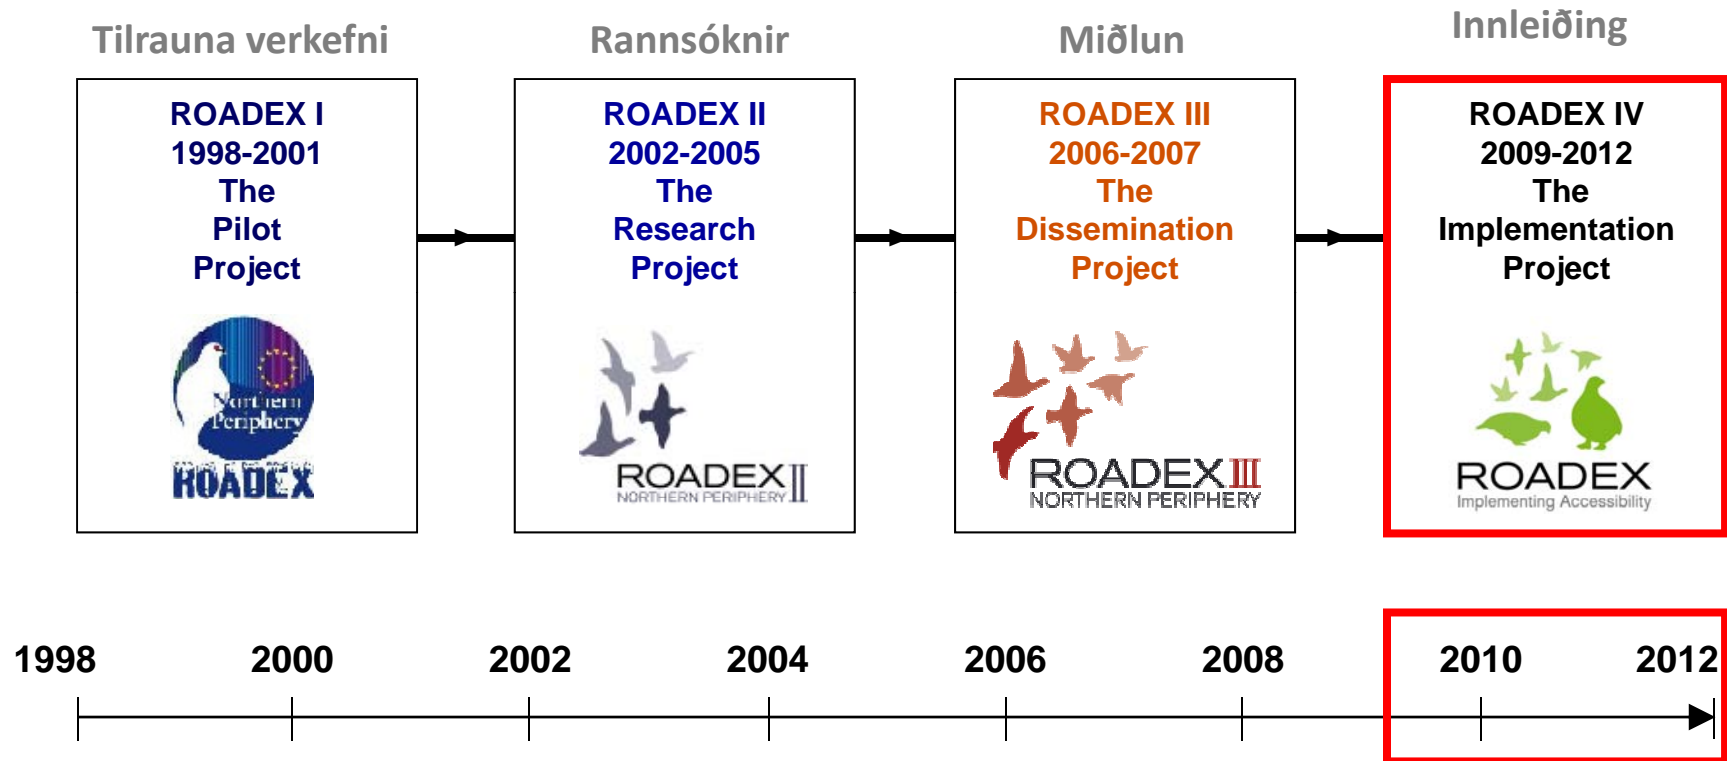 Tilrauna verkefni
Rannsóknir
Miðlun
Innleiðing
ROADEX I
1998-2001
The
Pilot
Project
Northern
Periphery
ROADEX
ROADEX II
2002-2005
The
Research
Project
ROADEX II
NORTHERN PERIPHERY
ROADEX III
2006-2007
The
Dissemination
Project
ROADEX III
NORTHERN PERIPHERY
ROADEX IV
2009-2012
The
Implementation
Project
ROADEX
Implementing Accessibility
1998 2000 2002 2004 2006 2008 2010 2012